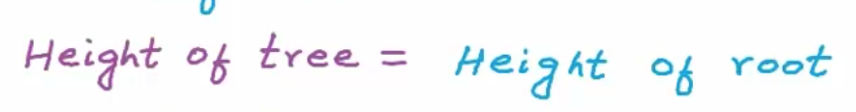 Height of tree = Height of root